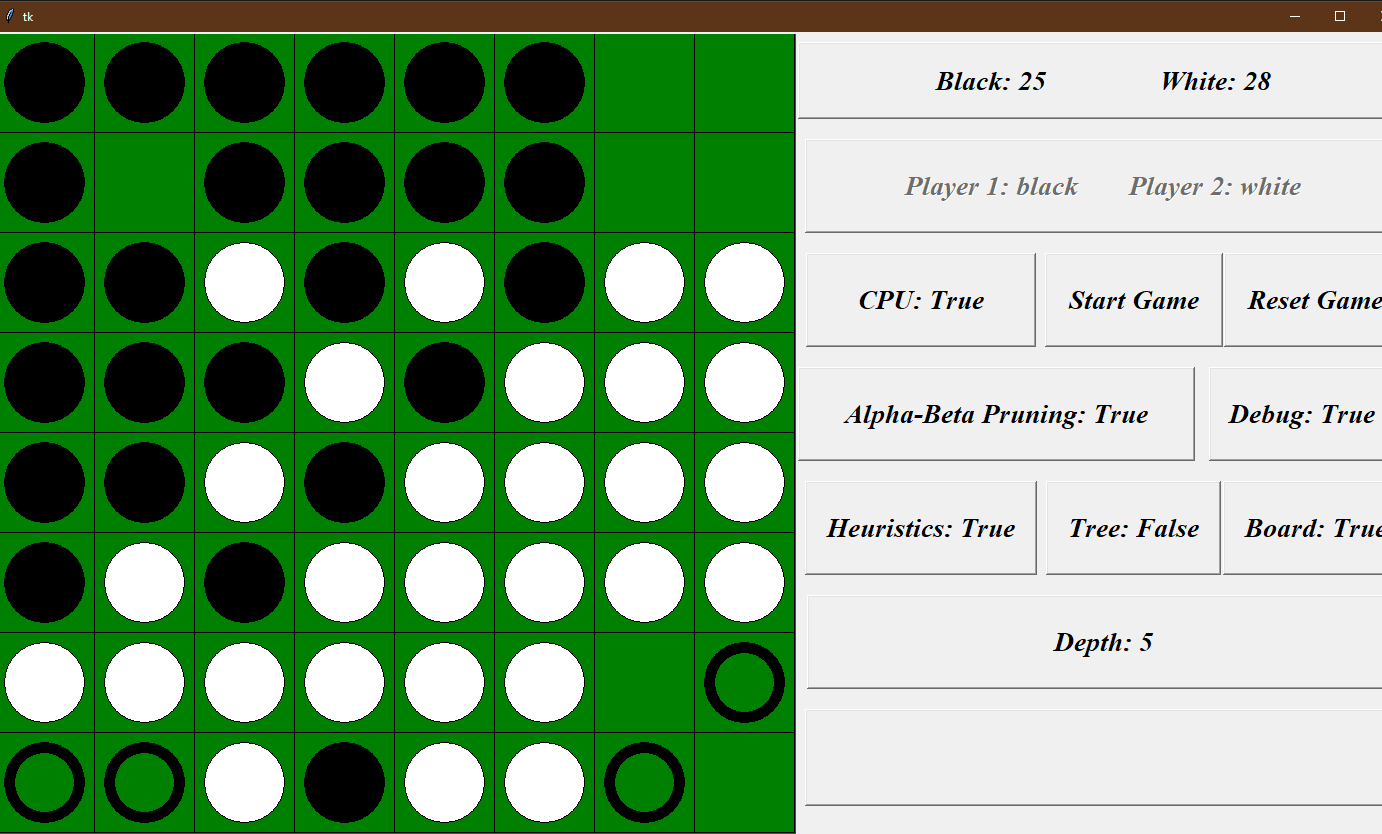 tk
Black: 25 White: 28
Player 1: black Player 2: white
CPU: True Start Game Reset Game
Alpha-Beta Pruning: True Debug: True
Heuristics: True Tree: False Board: True
Depth: 5